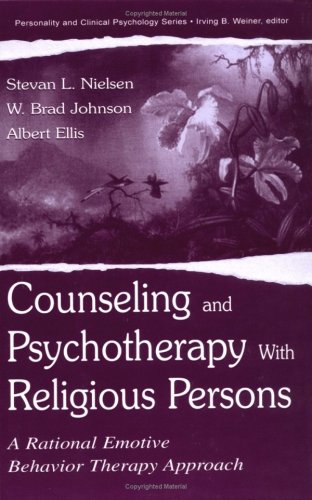 Personality and Clinical Psychology Series • Irving B. Weiner, editor
Stevan L. Nielsen
W. Brad Johnson
Albert Ellis
Counseling and
Psychotherapy With
Religious Persons
A Rational Emotive
Behavior Therapy Approach